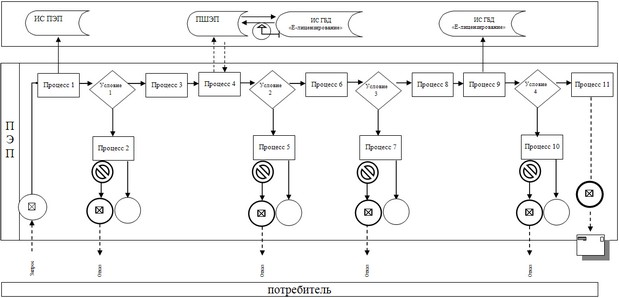 ИС ПЭП
ПШЭП
ИС ГБД
«Е-лицензирование»
ИС ГБД
«Е-лицензирование»
ПЭП
Процесс 1
Условие
1
Процесс 3
Процесс 4
Условие
2
Процесс 6
Условие
3
Процесс 8
Процесс 9
Условие
4
Процесс 11
Процесс 2
Процесс 5
Процесс 7
Процесс 10
Запрос
Отказ
Отказ
Отказ
Отказ
потребитель